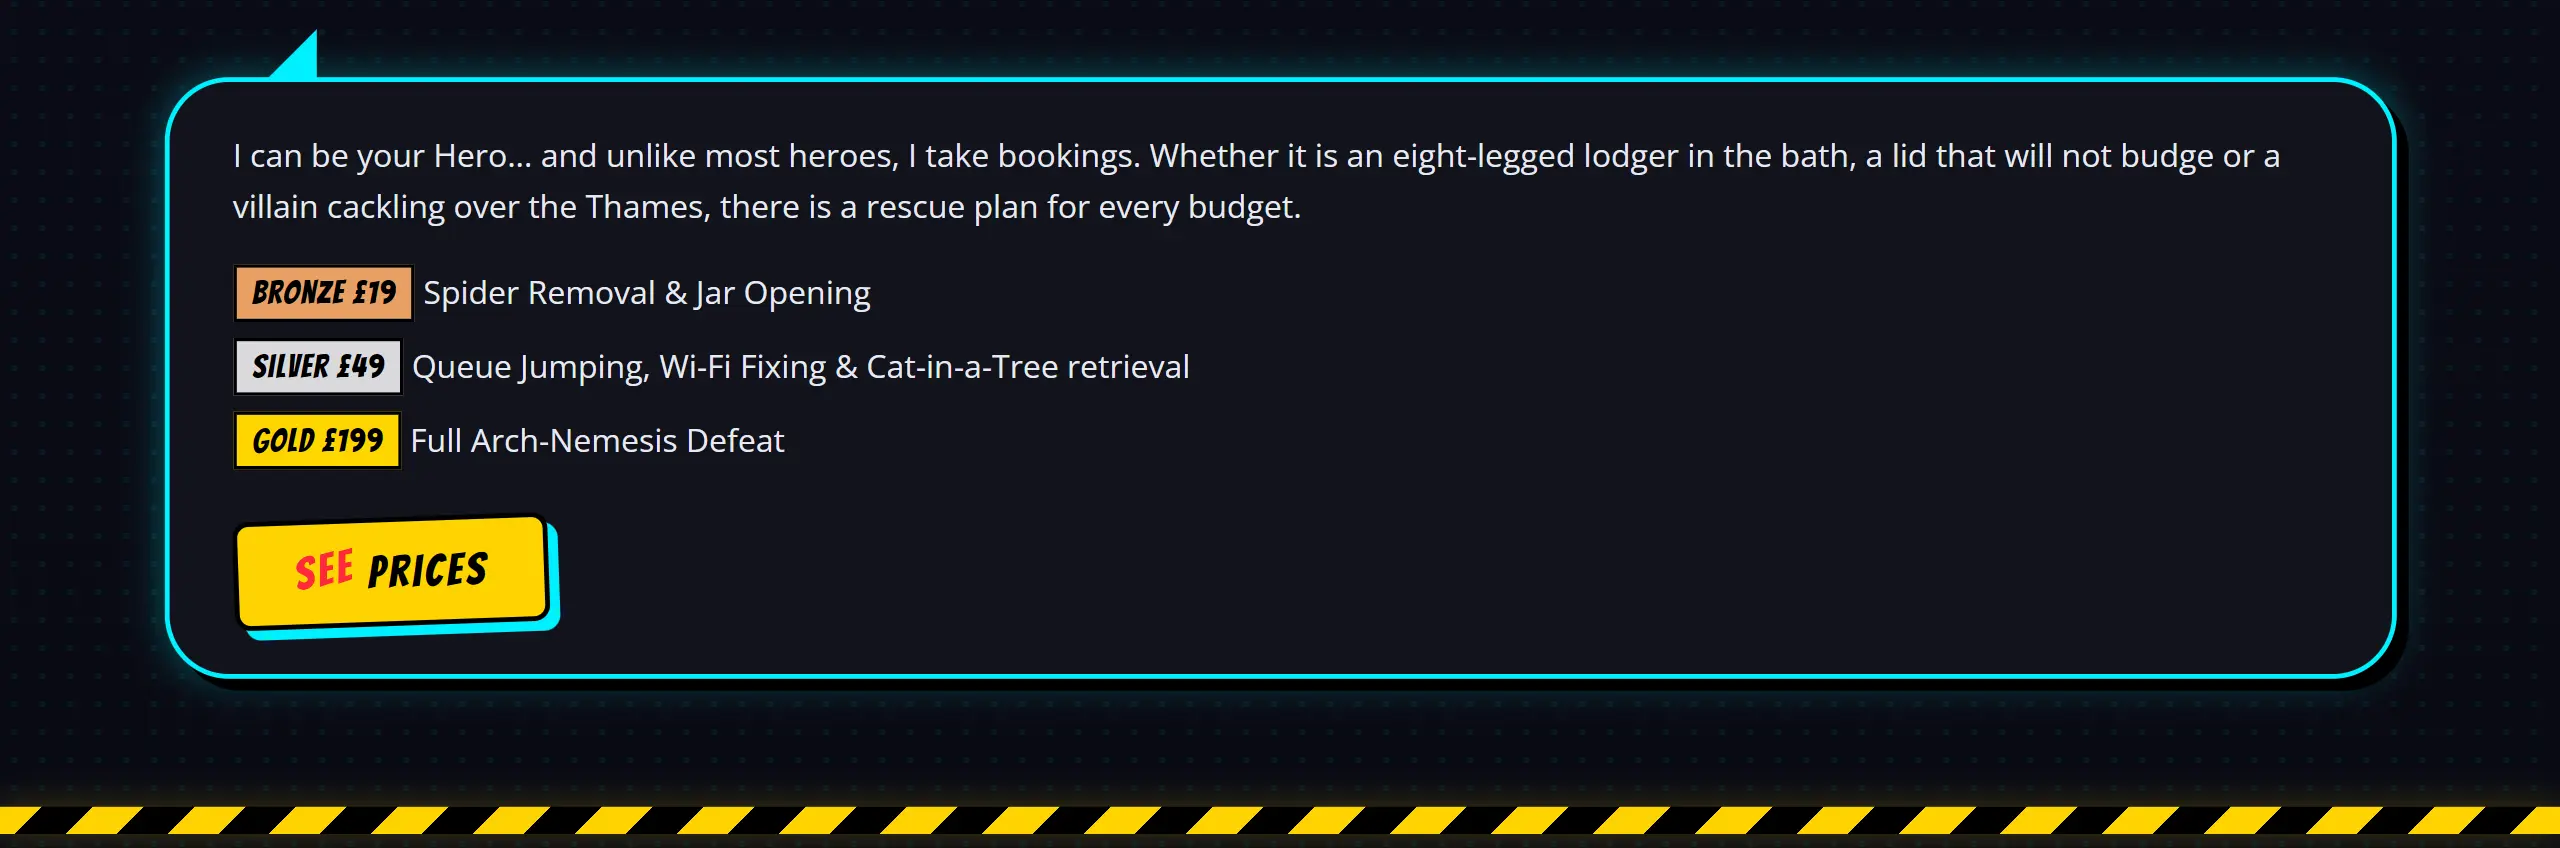 I can be your Hero... and unlike most heroes, I take bookings. Whether it is an eight-legged lodger in the bath, a lid that will not budge or a
villain cackling over the Thames, there is a rescue plan for every budget.
BRONZE £19 Spider Removal & Jar Opening
SILVER £49 Queue Jumping, Wi-Fi Fixing & Cat-in-a-Tree retrieval
GOLD £199 Full Arch-Nemesis Defeat
SEE PRICES